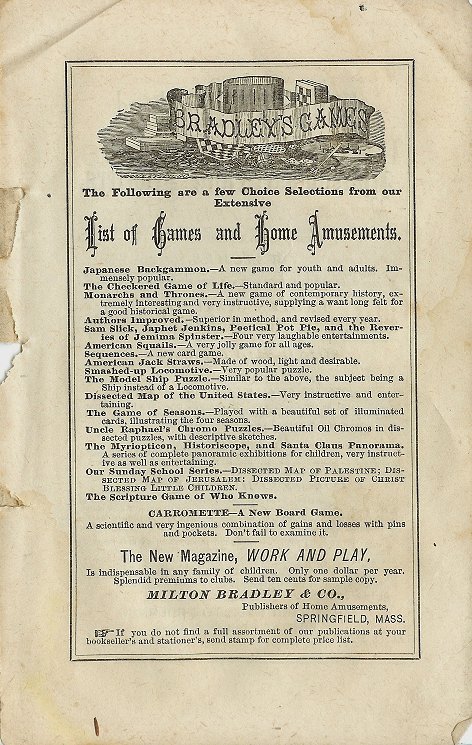 BRADLEY'S GAMES
The Following are a few Choice Selections from our
Extensive
List of Games and Home Amusements.
Japanese Backgammon.—A new game for youth and adults. Im-
mensely popular.
The Checkered Game of Life.—Standard and popular.
Monarchs and Thrones.—A new game of contemporary history, ex-
tremely interesting and very instructive, supplying a want long felt for
a good historical game.
Authors Improved.—Superior in method, and revised every year.
Sam Slick, Japhet Jenkins, Poetical Pot Pie, and the Rever-
ies of Jemima Spinster.—Four very laughable entertainments.
American Squails.—A very jolly game for all ages.
Sequences.—A new card game.
American Jack Straws.—Made of wood, light and desirable.
Smashed-up Locomotive.—Very popular puzzle.
The Model Ship Puzzle.—Similar to the above, the subject being a
Ship instead of a Locomotive.
Dissected Map of the United States.—Very instructive and enter-
taining.
The Game of Seasons.—Played with a beautiful set of illuminated
cards, illustrating the four seasons.
Uncle Raphael's Chromo Puzzles.—Beautiful Oil Chromos in dis-
sected puzzles, with descriptive sketches.
The Myriopticon, Historiscope, and Santa Claus Panorama.
A series of complete panoramic exhibitions for children, very instruct-
ive as well as entertaining.
Our Sunday School Series.—DISSECTED MAP OF PALESTINE; DIS-
SECTED MAP OF JERUSALEM; DISSECTED PICTURE OF CHRIST
BLESSING LITTLE CHILDREN.
The Scripture Game of Who Knows.
CARROMETTE—A New Board Game.
A scientific and very ingenious combination of gains and losses with pins
and pockets. Don't fail to examine it.
The New Magazine, WORK AND PLAY,
Is indispensable in any family of children. Only one dollar per year.
Splendid premiums to clubs. Send ten cents for sample copy.
MILTON BRADLEY & CO.,
Publishers of Home Amusements,
SPRINGFIELD, MASS.
☞ If you do not find a full assortment of our publications at your
bookseller's and stationer's, send stamp for complete price list.